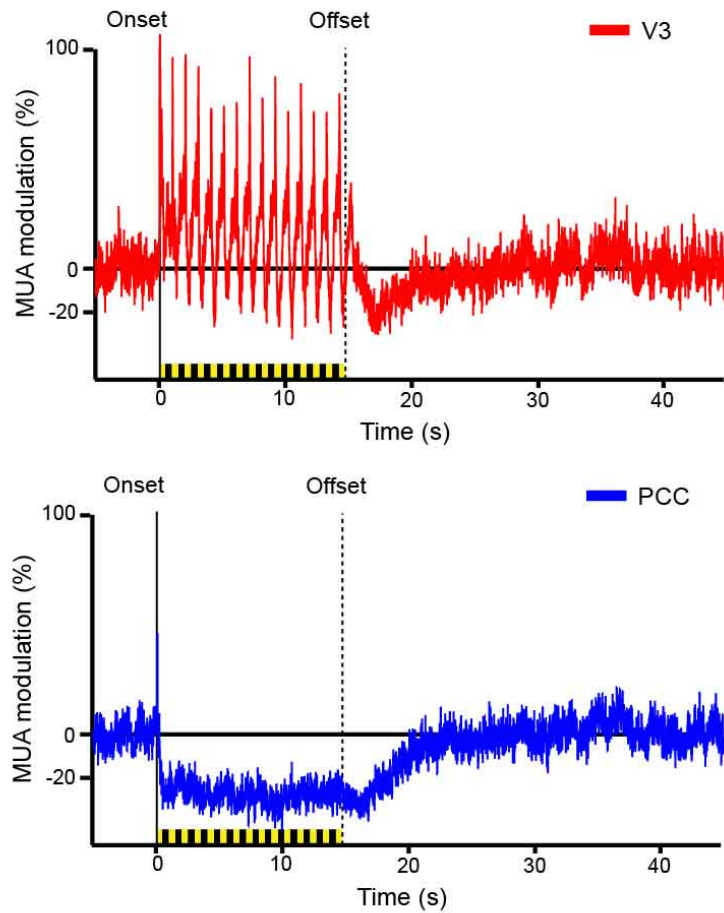 Onset
Offset
V3
100
0
-20
MUA modulation (%)
0 10 20 30 40
Time (s)
Onset
Offset
PCC
100
0
-20
MUA modulation (%)
0 10 20 30 40
Time (s)